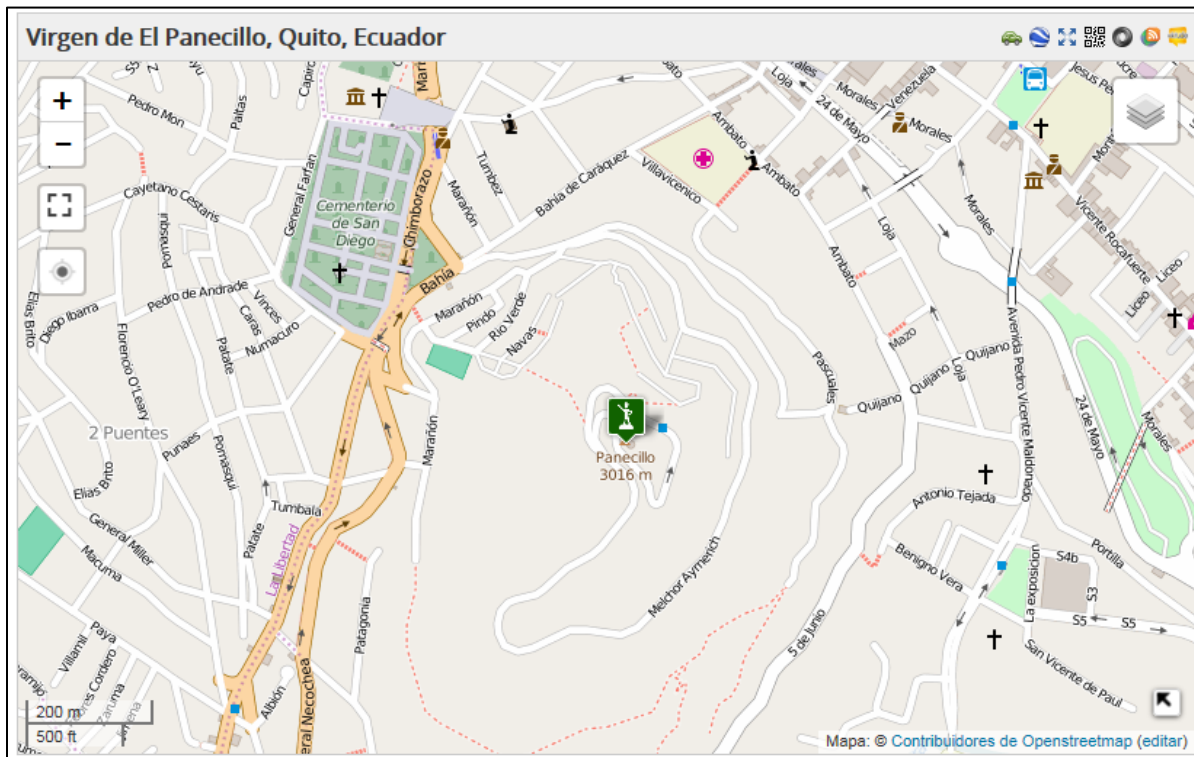 Virgen de El Panecillo, Quito, Ecuador
+
−
Pedro Mon
Paltas
Ambato
Loja
Morales
24 de Mayo
Venezuela
Morales
Morales
Cayetano Cestaris
General Farfan
Cementerio
de San
Diego
Chimborazo
Marañón
Tumbez
Bahía de Caráquez
Villavicenico
Ambato
Ambato
Loja
Morales
Vicente Rocafuerte
Liceo
Liceo
Elias Brito
Diego Ibarra
Pedro de Andrade
Vinces
Caras
Numacuro
Bahía
Marañón
Pindo
Rio Verde
Navas
Ambato
Mazo
Pascuales
Quijano
Quijano
Quijano
Loja
Avenida Pedro Vicente Maldonado
24 de Mayo
Morales
Florencio O'Leary
Patate
2 Puentes
Punaes
Pomasqui
Elias Brito
Marañón
Panecillo
3016 m
Antonio Tejada
General Miller
Macuma
Patate
Tumbala
La Libertad
Benigno Vera
La exposicion
S4b
S3
Portilla
S5
S5
Melchor Aymerich
5 de Junio
San Vicente de Paul
Patagonia
Paya
Villamil
Zaruma
Albión
200 m
500 ft
Mapa: © Contribuidores de Openstreetmap (editar)